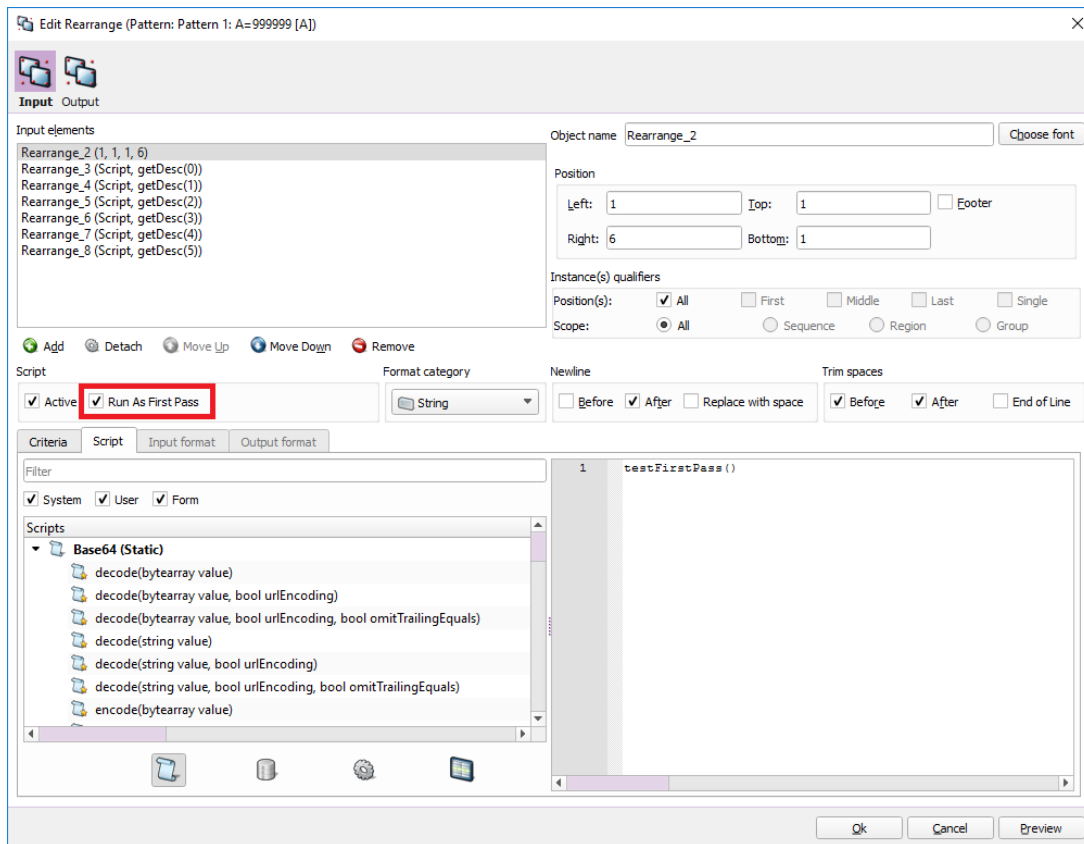 Edit Rearrange (Pattern: Pattern 1: A=999999 [A])
Input Output
Input elements
Rearrange_2 (1, 1, 1, 6)
Rearrange_3 (Script, getDesc(0))
Rearrange_4 (Script, getDesc(1))
Rearrange_5 (Script, getDesc(2))
Rearrange_6 (Script, getDesc(3))
Rearrange_7 (Script, getDesc(4))
Rearrange_8 (Script, getDesc(5))
Add Detach Move Up Move Down Remove
Object name Rearrange_2 Choose font
Position
Left: 1 Top: 1 Footer
Right: 6 Bottom: 1
Instance(s) qualifiers
Position(s): All First Middle Last Single
Scope: All Sequence Region Group
Script Format category Newline Trim spaces
Active Run As First Pass String Before After Replace with space Before After End of Line
Criteria Script Input format Output format
Filter
System User Form
Scripts
Base64 (Static)
decode(bytearray value)
decode(bytearray value, bool urlEncoding)
decode(bytearray value, bool urlEncoding, bool omitTrailingEquals)
decode(string value)
decode(string value, bool urlEncoding)
decode(string value, bool urlEncoding, bool omitTrailingEquals)
encode(bytearray value)
1 testFirstPass()
Ok Cancel Preview